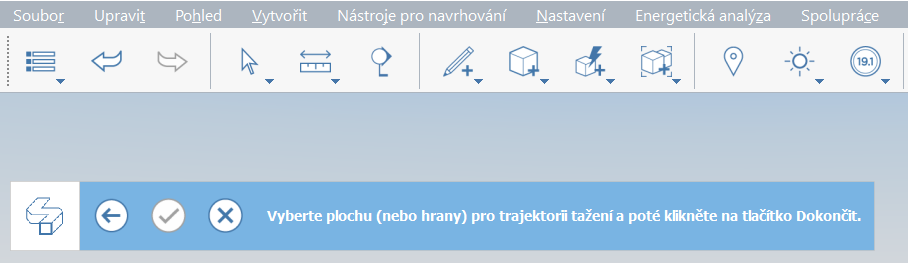 Soubor Upravit Pohled Vytvořit Nástroje pro navrhování Nastavení Energetická analýza Spolupráce
19.1
Vyberte plochu (nebo hrany) pro trajektorii tažení a poté klikněte na tlačítko Dokončit.